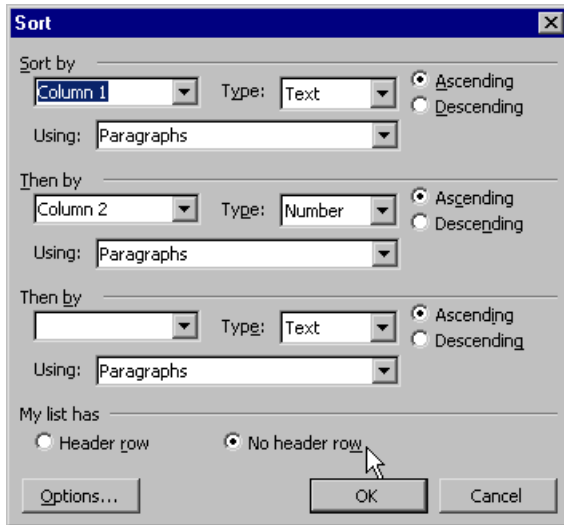 Sort
Sort by
Column 1 Type: Text Ascending
Descending
Using: Paragraphs
Then by
Column 2 Type: Number Ascending
Descending
Using: Paragraphs
Then by
Type: Text Ascending
Descending
Using: Paragraphs
My list has
Header row No header row
Options... OK Cancel